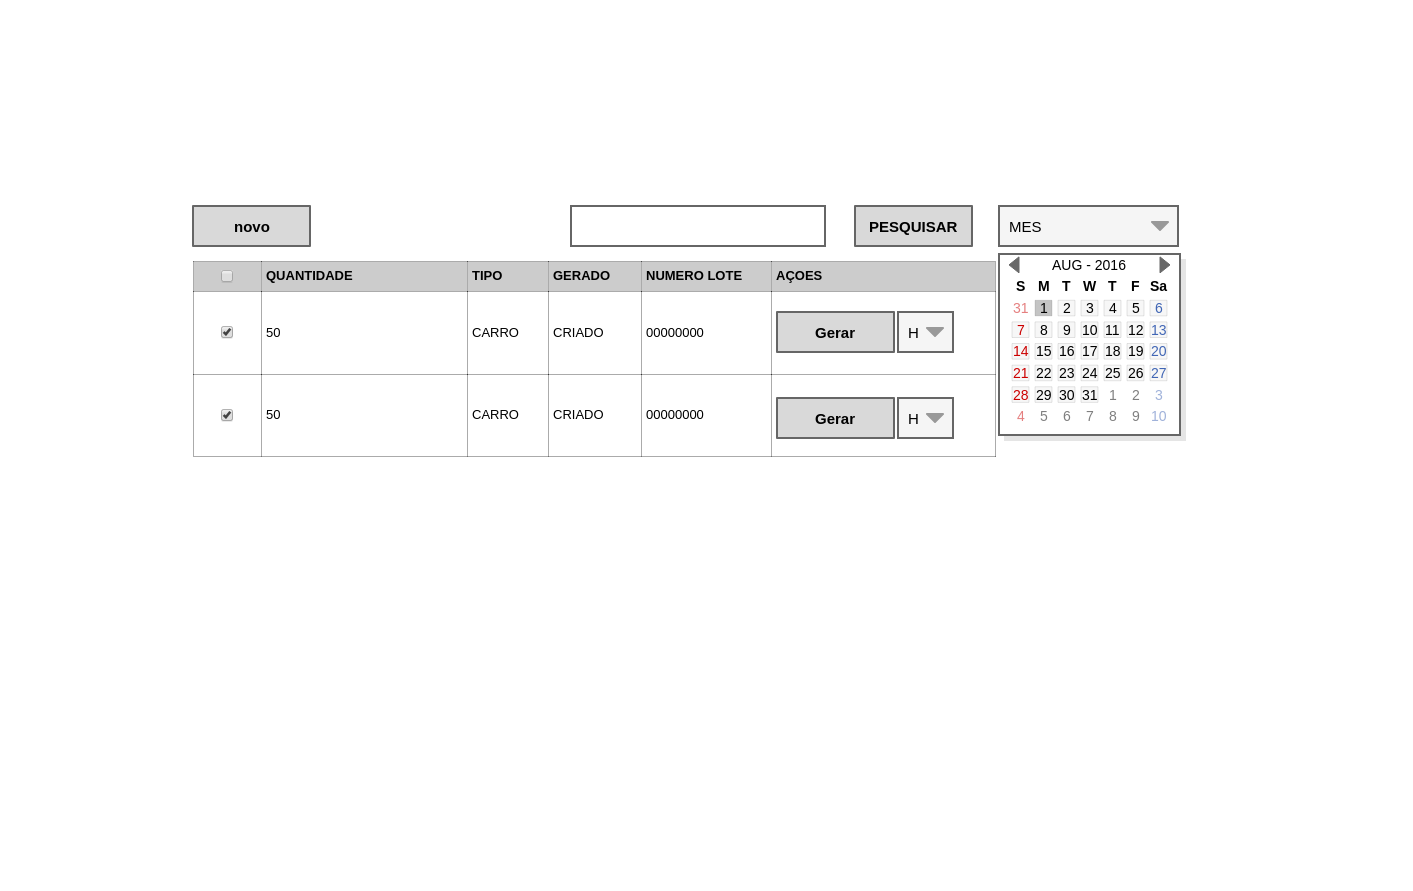 novo PESQUISAR MES
QUANTIDADE TIPO GERADO NUMERO LOTE AÇOES
50 CARRO CRIADO 00000000 Gerar H
50 CARRO CRIADO 00000000 Gerar H
AUG - 2016
S M T W T F Sa
31 1 2 3 4 5 6
7 8 9 10 11 12 13
14 15 16 17 18 19 20
21 22 23 24 25 26 27
28 29 30 31 1 2 3
4 5 6 7 8 9 10